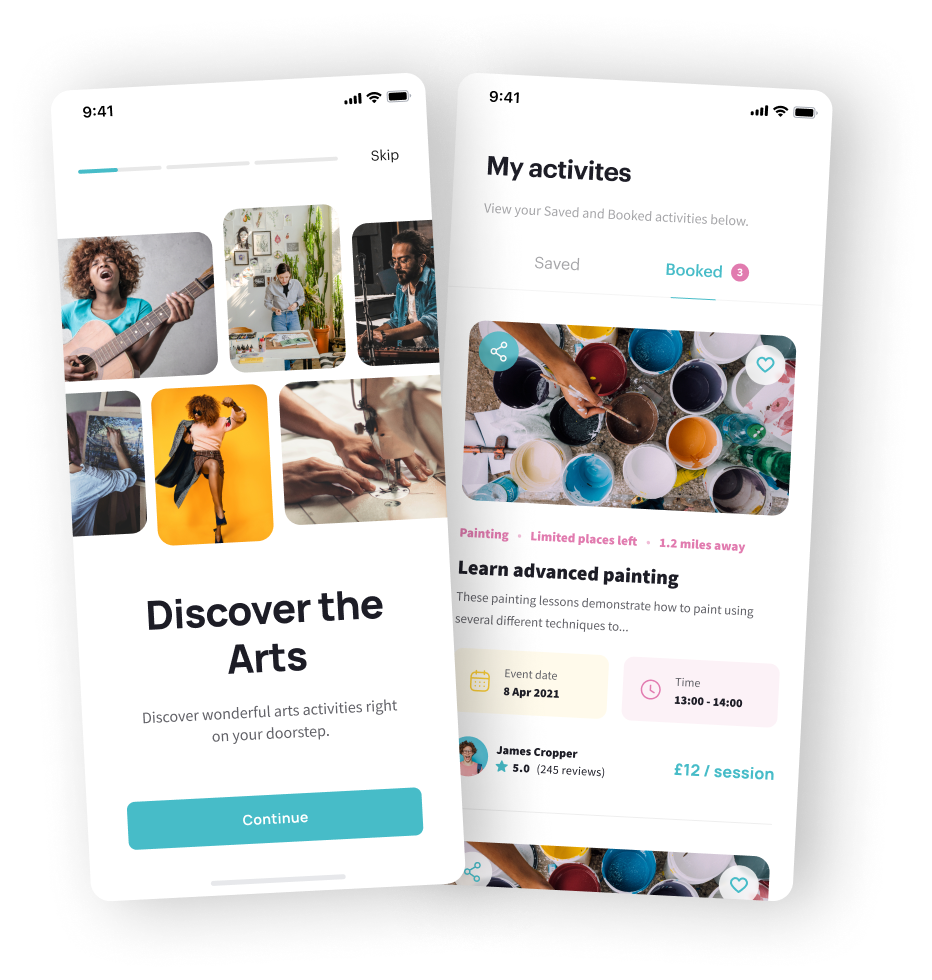 9:41
Skip
Discover the
Arts
Discover wonderful arts activities right
on your doorstep.
Continue
9:41
My activites
View your Saved and Booked activities below.
Saved
Booked 3
Painting • Limited places left • 1.2 miles away
Learn advanced painting
These painting lessons demonstrate how to paint using
several different techniques to...
Event date
8 Apr 2021
Time
13:00 - 14:00
James Cropper
5.0 (245 reviews)
£12 / session